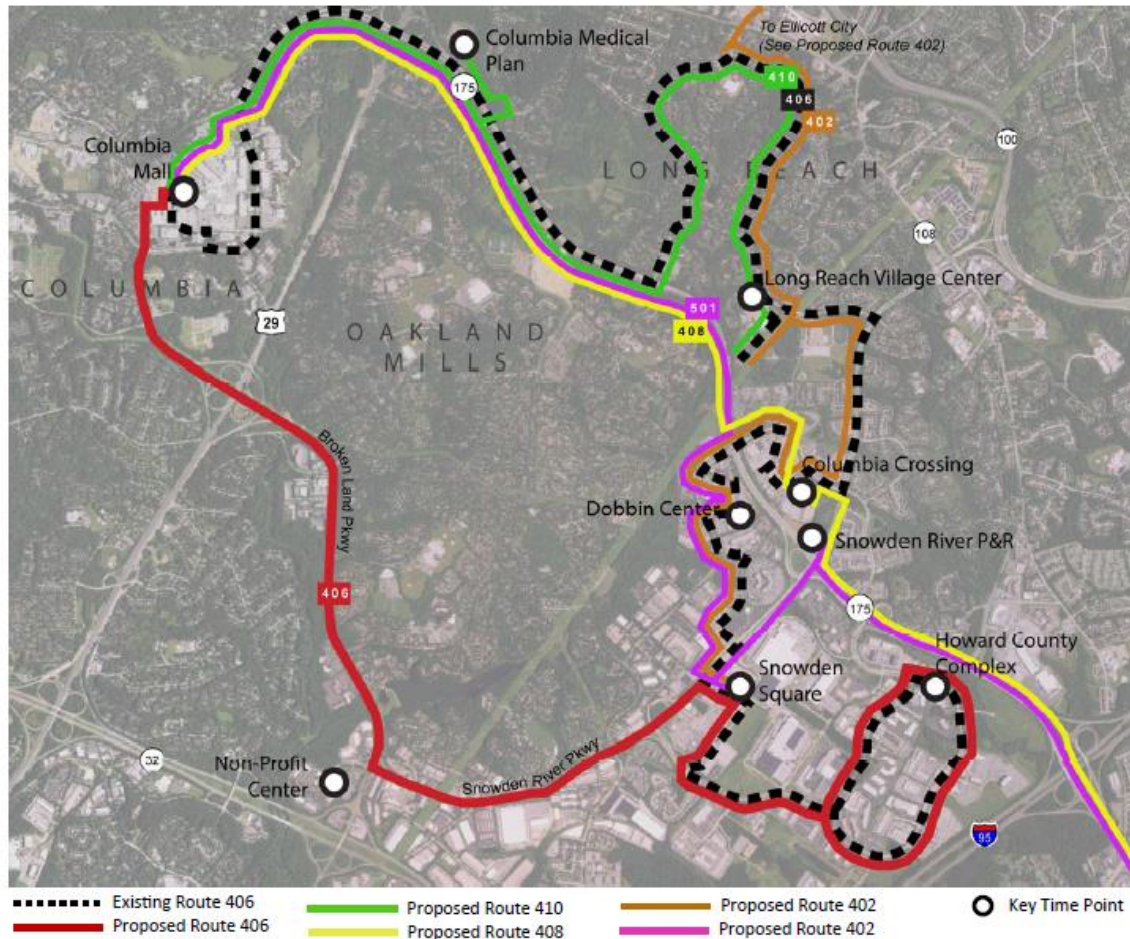 To Ellicott City
(See Proposed Route 402)
Columbia Medical
Plan
175
410
406
402
100
Columbia
Mall
LONG REACH
108
COLUMBIA
29
Long Reach Village Center
501
408
OAKLAND
MILLS
Broken Land Pkwy
Columbia Crossing
Dobbin Center
Snowden River P&R
406
175
Howard County
Complex
Snowden
Square
32
Non-Profit
Center
Snowden River Pkwy
95
Existing Route 406
Proposed Route 410
Proposed Route 402
Key Time Point
Proposed Route 406
Proposed Route 408
Proposed Route 402